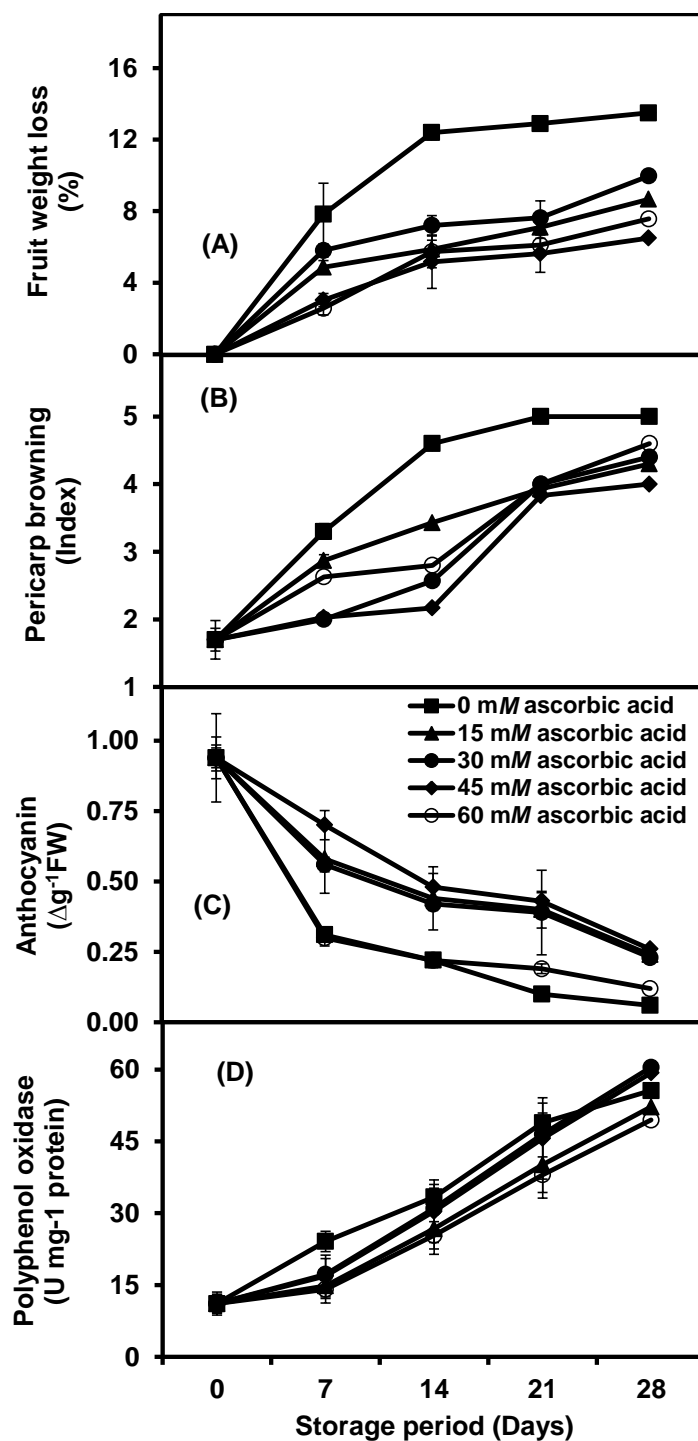 16
12
8
4
0
Fruit weight loss
(%)
(A)
5
4
3
2
1
Pericarp browning
(Index)
(B)
1.00
0.75
0.50
0.25
0.00
Anthocyanin
(Δg⁻¹FW)
(C)
0 mM ascorbic acid
15 mM ascorbic acid
30 mM ascorbic acid
45 mM ascorbic acid
60 mM ascorbic acid
60
45
30
15
0
Polyphenol oxidase
(U mg-1 protein)
(D)
0 7 14 21 28
Storage period (Days)